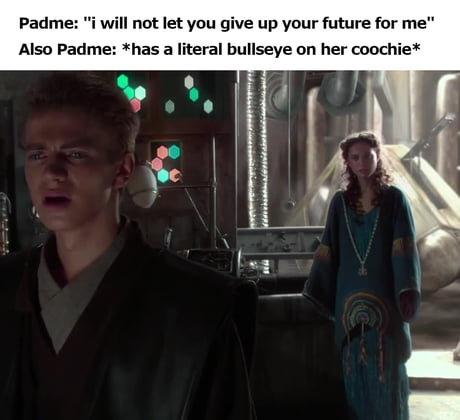 Padme: "i will not let you give up your future for me"
Also Padme: *has a literal bullseye on her coochie*